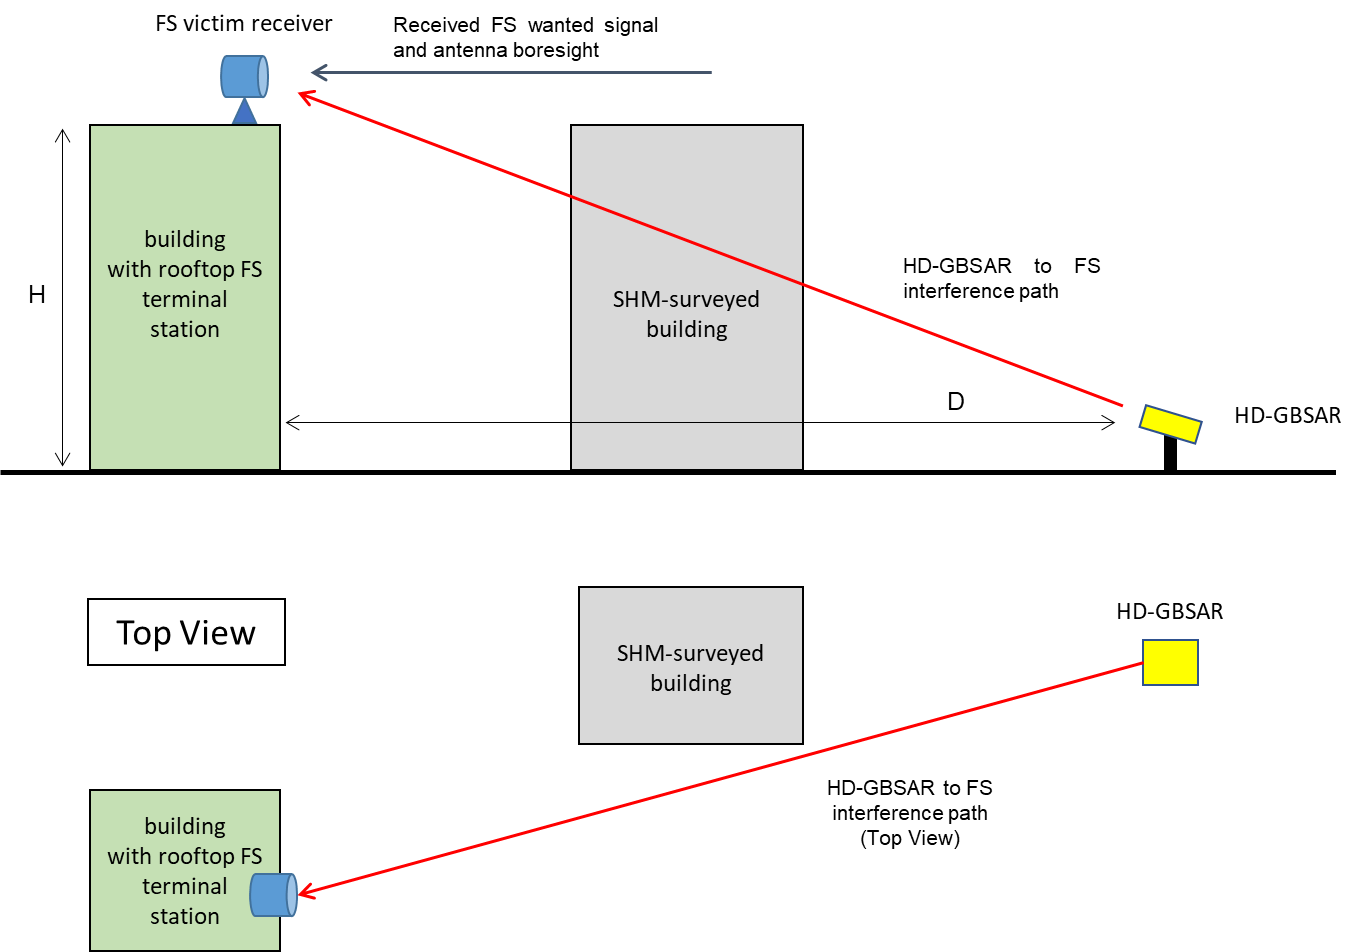 FS victim receiver
Received FS wanted signal
and antenna boresight
building
with rooftop FS
terminal
station
H
SHM-surveyed
building
HD-GBSAR to FS
interference path
D
HD-GBSAR
Top View
SHM-surveyed
building
HD-GBSAR
HD-GBSAR to FS
interference path
(Top View)
building
with rooftop FS
terminal
station